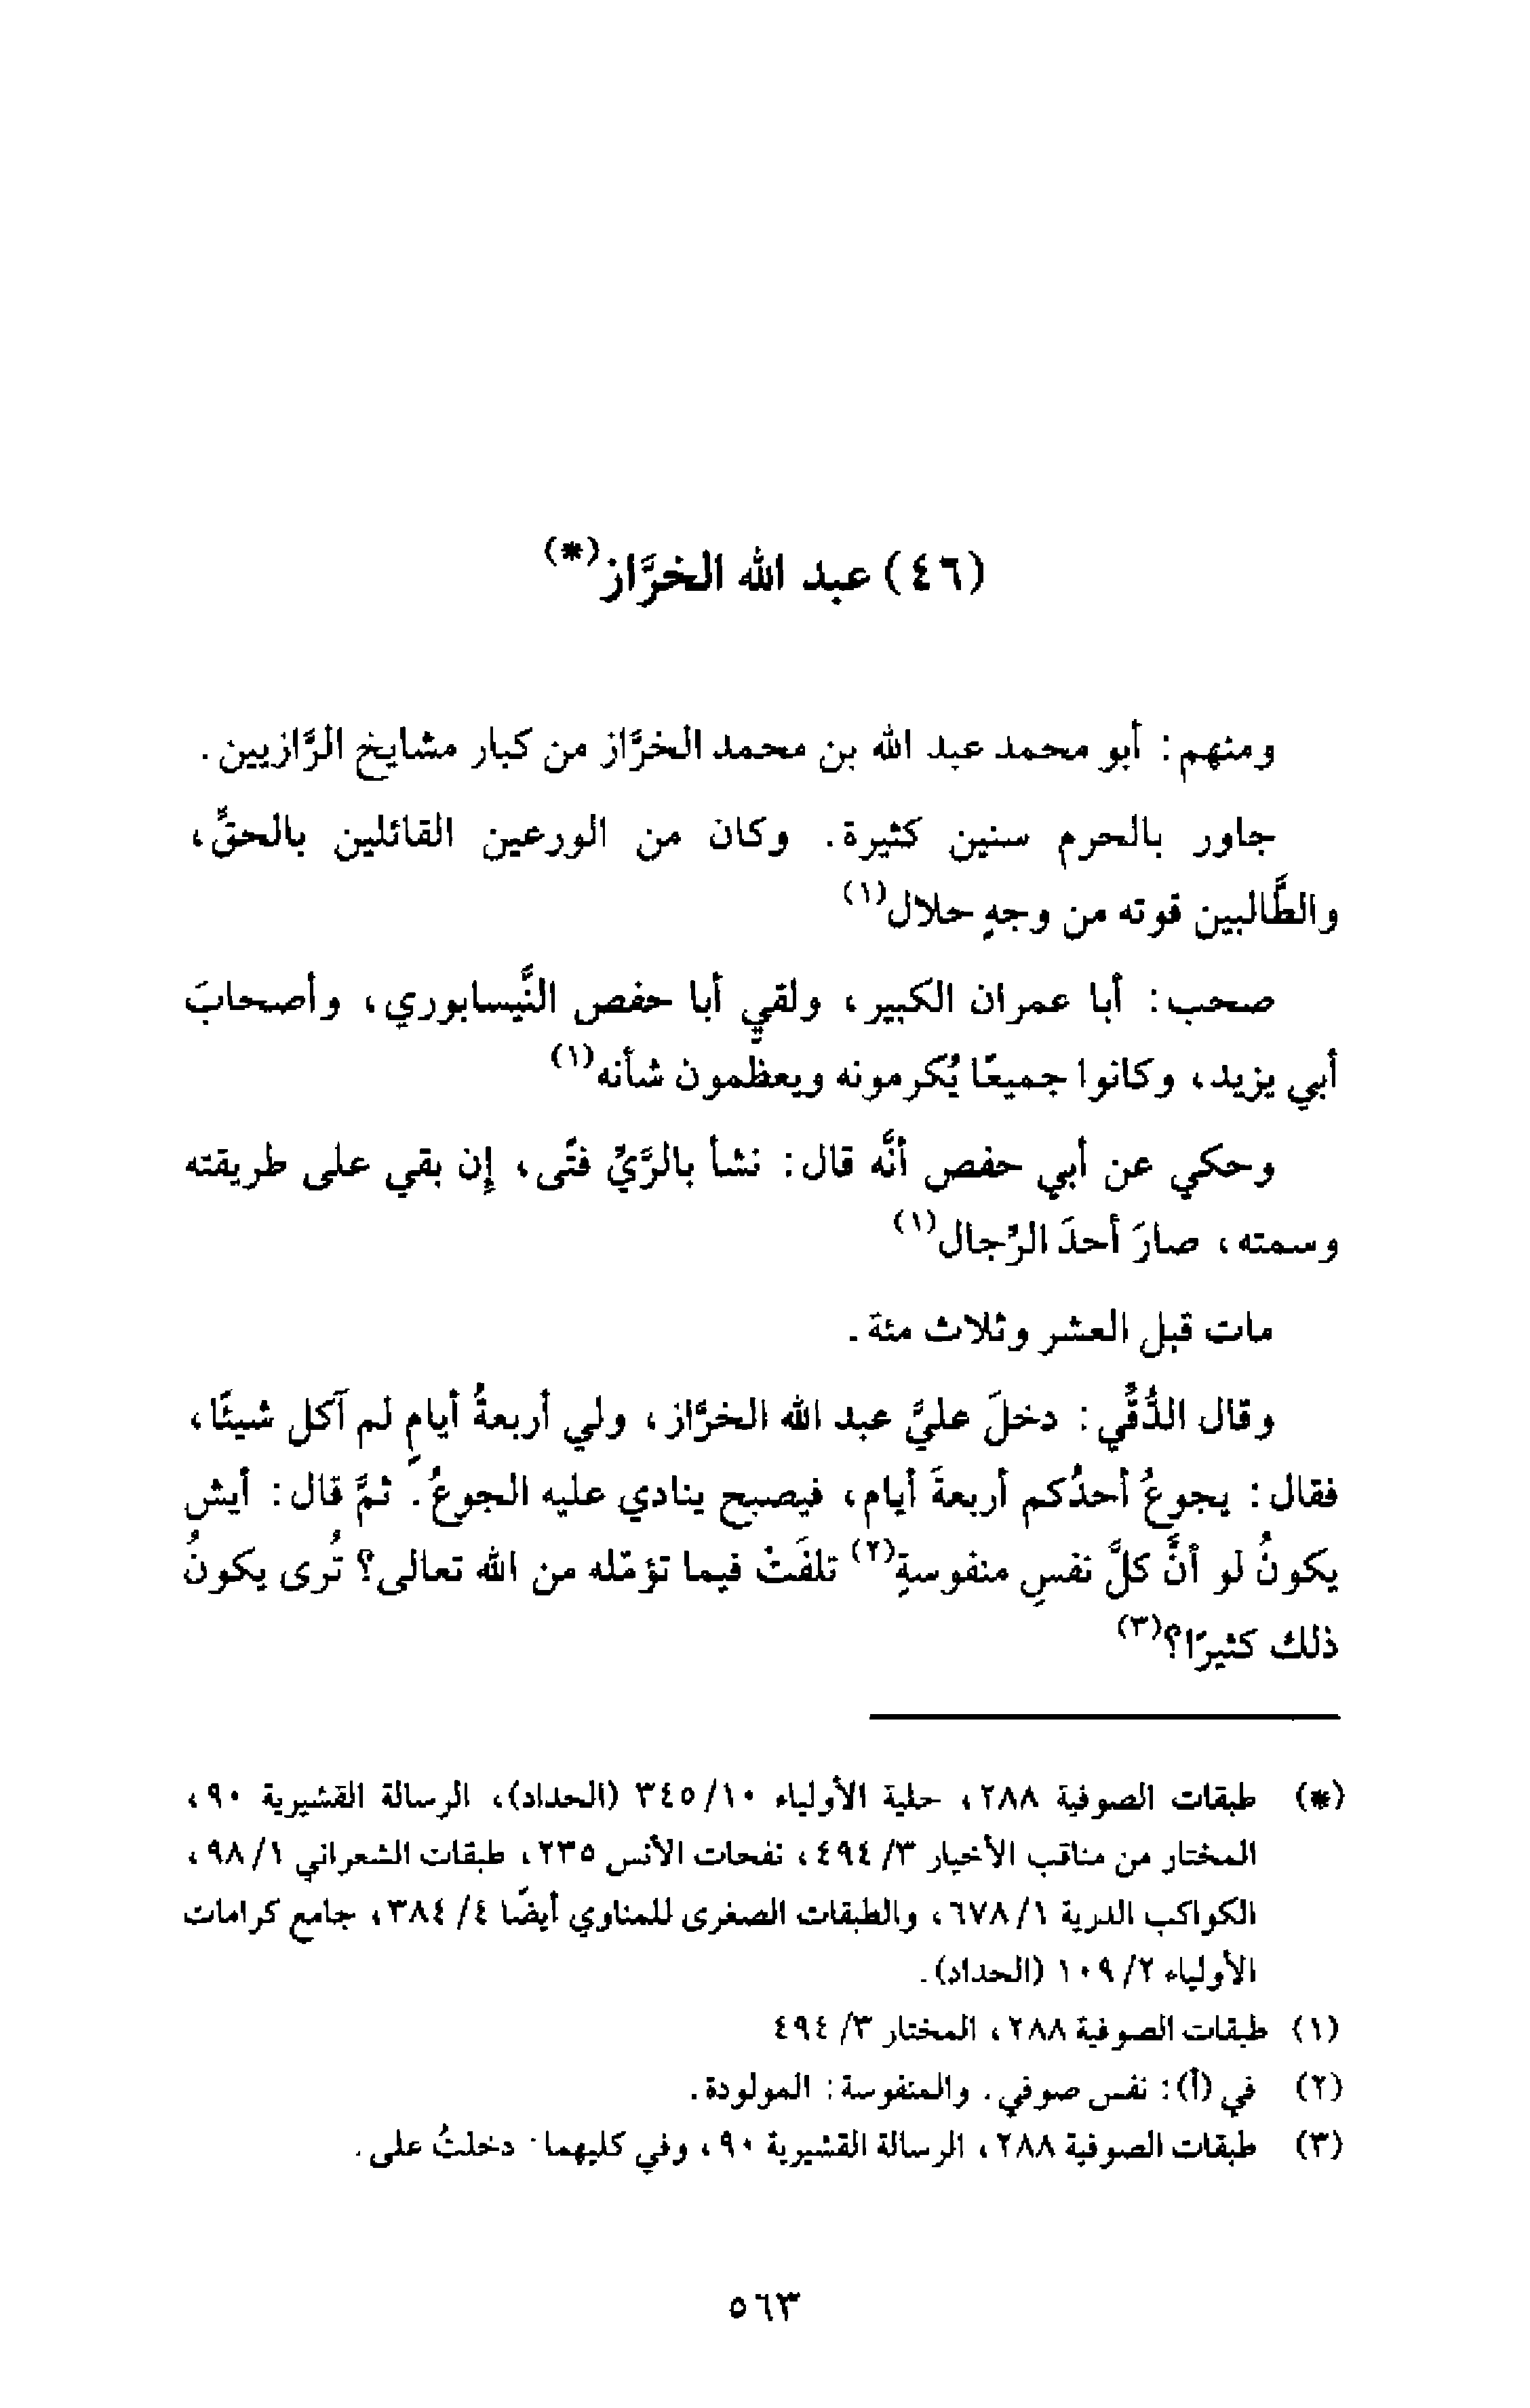 (٤٦) عبد الله الخرَّاز(*)
ومنهم: أبو محمد عبد الله بن محمد الخرَّاز من كبار مشايخ الرَّازيين.
جاور بالحرم سنين كثيرة. وكان من الورعين القائلين بالحقِّ،
والطَّالبين قوته من وجهٍ حلال(١)
صحب: أبا عمران الكبير، ولقي أبا حفص النَّيسابوري، وأصحابَ
أبي يزيد، وكانوا جميعًا يُكرمونه ويعظِّمون شأنه(١)
وحكي عن أبي حفص أنَّه قال: نشأ بالرَّيِّ فتًى، إن بقي على طريقته
وسمته، صارَ أحدَ الرِّجال(١)
مات قبل العشر وثلاث مئة.
وقال الدُّقِّي: دخلَ عليَّ عبد الله الخرَّاز، ولي أربعةُ أيامٍ لم آكل شيئًا،
فقال: يجوعُ أحدُكم أربعةَ أيام، فيصبح ينادي عليه الجوعُ. ثمَّ قال: أيش
يكونُ لو أنَّ كلَّ نفسٍ منفوسةٍ(٢) تلفَتْ فيما تؤمّله من الله تعالى؟ تُرى يكونُ
ذلك كثيرًا؟(٣)
(*) طبقات الصوفية ٢٨٨، حلية الأولياء ٣٤٥/١٠ (الحداد)، الرسالة القشيرية ٩٠،
المختار من مناقب الأخيار ٣/ ٤٩٤، نفحات الأنس ٢٣٥، طبقات الشعراني ٩٨/١،
الكواكب الدرية ٦٧٨/١، والطبقات الصغرى للمناوي أيضًا ٤/ ٣٨٤، جامع كرامات
الأولياء ٢/ ١٠٩ (الحداد).
(١) طبقات الصوفية ٢٨٨، المختار ٣/ ٤٩٤
(٢) في (أ): نفس صوفي. والمنفوسة: المولودة.
(٣) طبقات الصوفية ٢٨٨، الرسالة القشيرية ٩٠، وفي كليهما· دخلتُ على.
٥٦٣